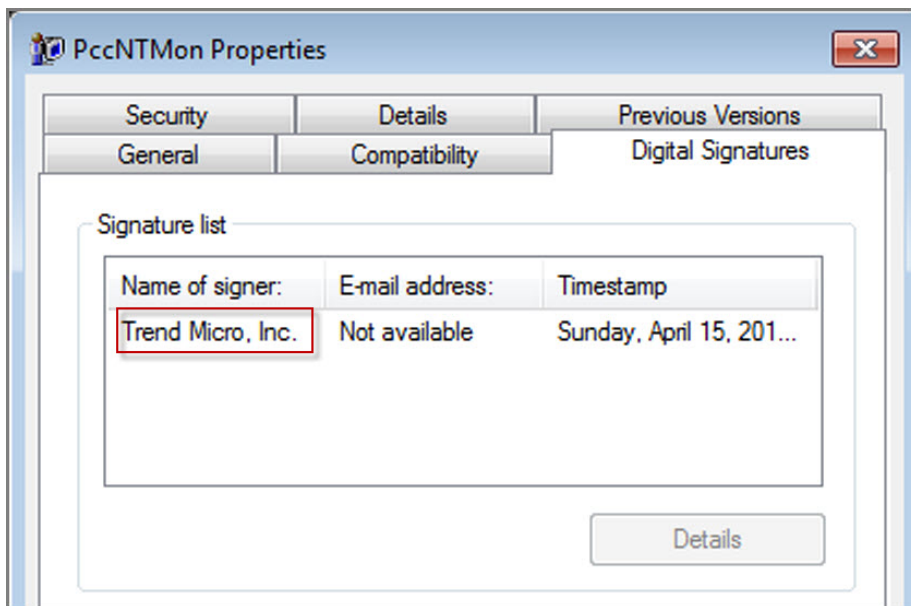 PccNTMon Properties
Security Details Previous Versions
General Compatibility Digital Signatures
Signature list
Name of signer: E-mail address: Timestamp
Trend Micro, Inc. Not available Sunday, April 15, 201...
Details